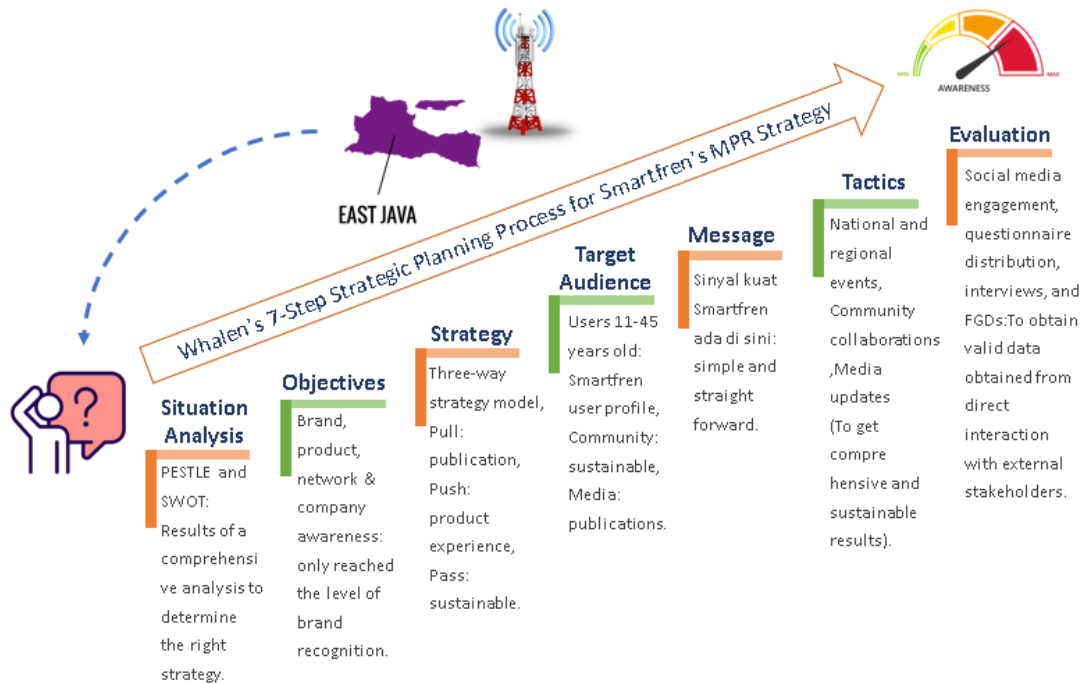 MIN
MAX
AWARENESS
EAST JAVA
Whalen's 7-Step Strategic Planning Process for Smartfren's MPR Strategy
?
Situation
Analysis
PESTLE and
SWOT:
Results of a
comprehensi
ve analysis to
determine
the right
strategy.
Objectives
Brand,
product,
network &
company
awareness:
only reached
the level of
brand
recognition.
Strategy
Three-way
strategy model,
Pull:
publication,
Push:
product
experience,
Pass:
sustainable.
Target
Audience
Users 11-45
years old:
Smartfren
user profile,
Community:
sustainable,
Media:
publications.
Message
Sinyal kuat
Smartfren
ada di sini:
simple and
straight
forward.
Tactics
National and
regional
events,
Community
collaborations
,Media
updates
(To get
compre
hensive and
sustainable
results).
Evaluation
Social media
engagement,
questionnaire
distribution,
interviews, and
FGDs:To obtain
valid data
obtained from
direct
interaction
with external
stakeholders.